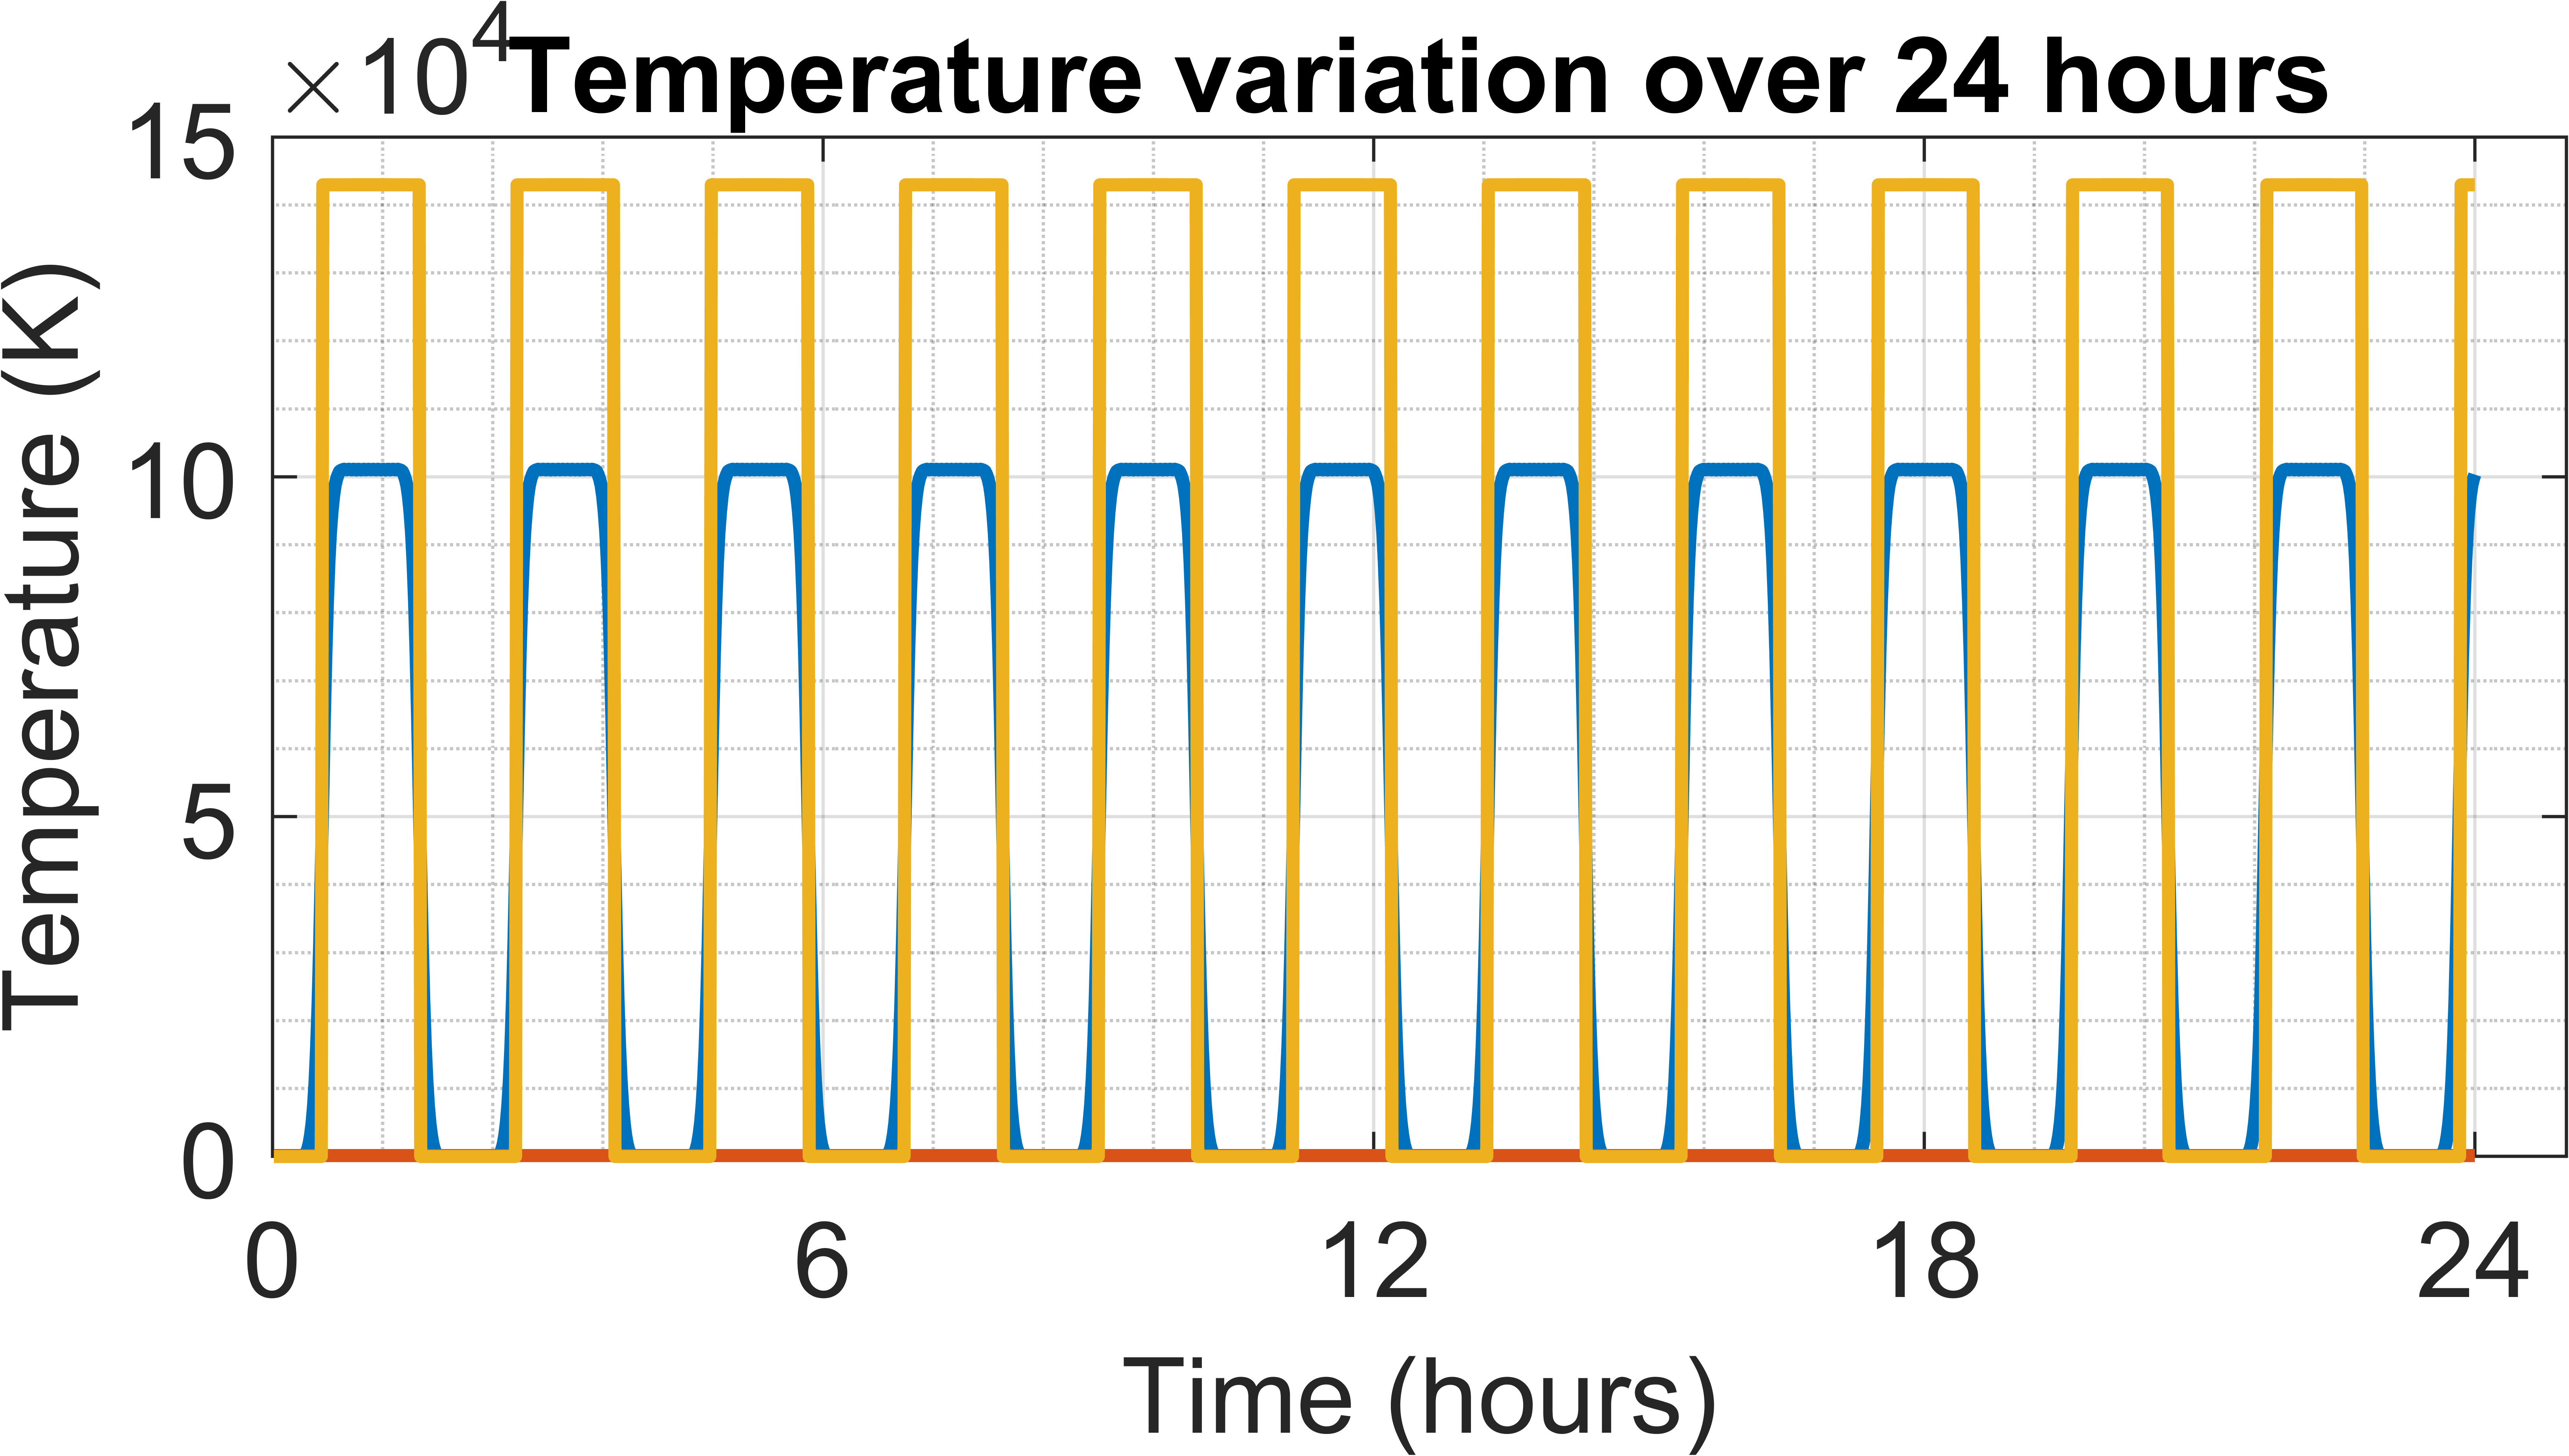 ×10⁴
Temperature variation over 24 hours
15
10
5
0
Temperature (K)
0 6 12 18 24
Time (hours)